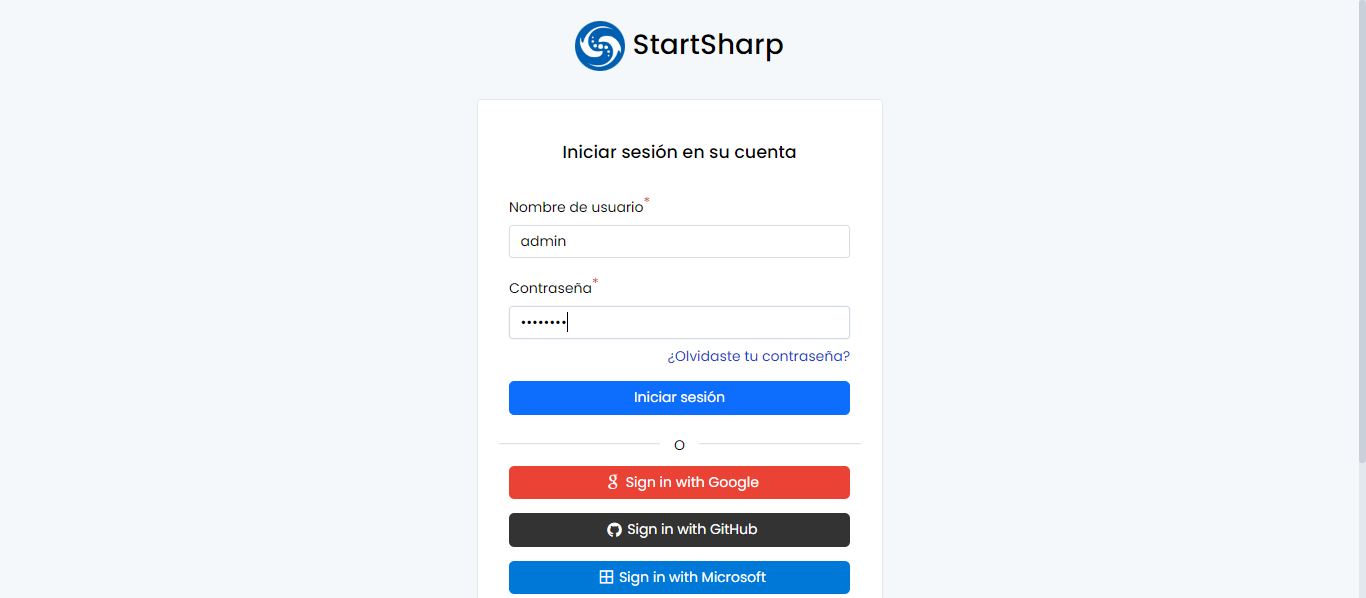 StartSharp
Iniciar sesión en su cuenta
Nombre de usuario*
admin
Contraseña*
••••••••
¿Olvidaste tu contraseña?
Iniciar sesión
O
Sign in with Google
Sign in with GitHub
Sign in with Microsoft